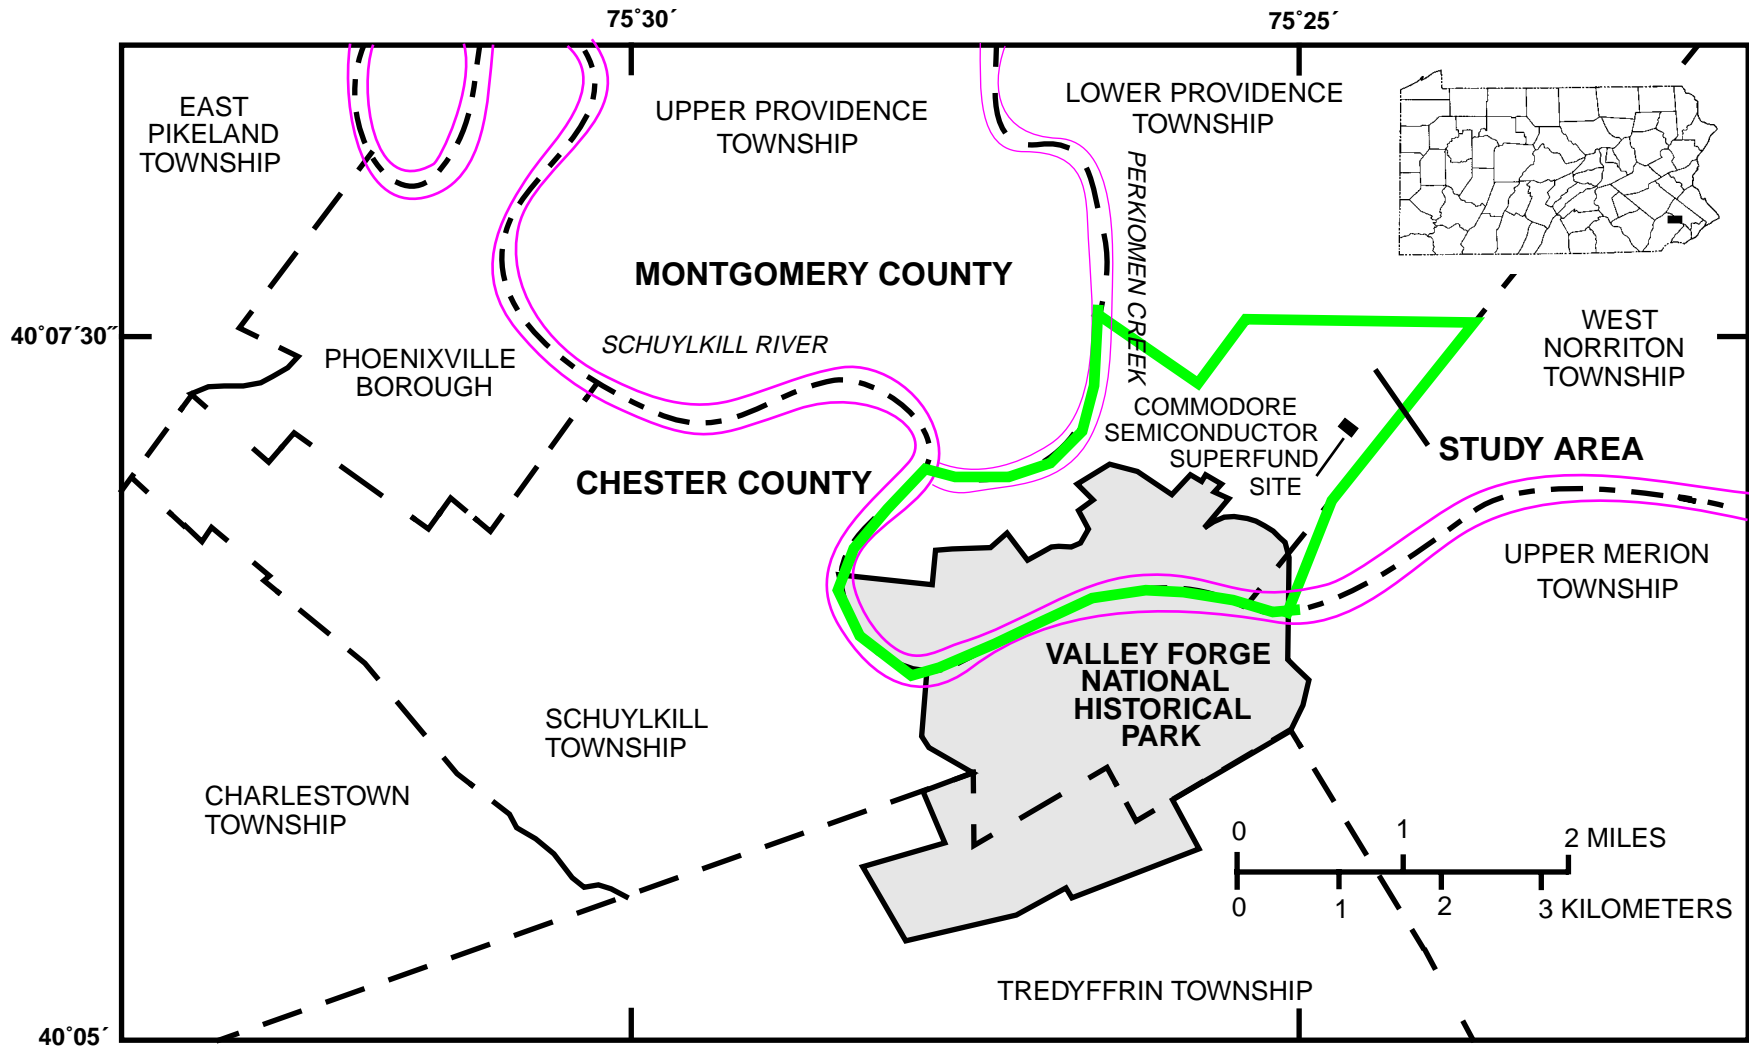 75˚30´
75˚25´
EAST
PIKELAND
TOWNSHIP
UPPER PROVIDENCE
TOWNSHIP
LOWER PROVIDENCE
TOWNSHIP
PERKIOMEN CREEK
MONTGOMERY COUNTY
40˚07´30˝
SCHUYLKILL RIVER
PHOENIXVILLE
BOROUGH
WEST
NORRITON
TOWNSHIP
COMMODORE
SEMICONDUCTOR
SUPERFUND
SITE
STUDY AREA
CHESTER COUNTY
UPPER MERION
TOWNSHIP
VALLEY FORGE
NATIONAL
HISTORICAL
PARK
SCHUYLKILL
TOWNSHIP
CHARLESTOWN
TOWNSHIP
0 1 2 MILES
0 1 2 3 KILOMETERS
TREDYFFRIN TOWNSHIP
40˚05´